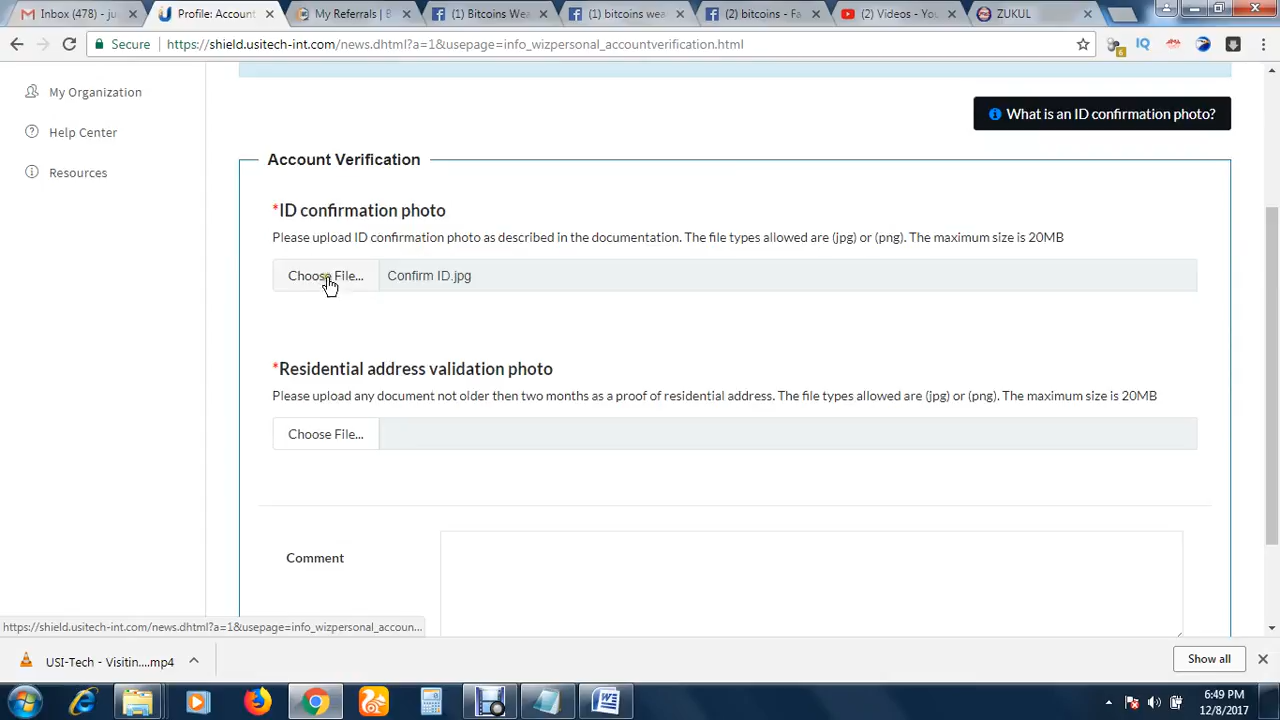 Inbox (478) - ju
Profile: Account
My Referrals | B
(1) Bitcoins Wea
(1) bitcoins wea
(2) bitcoins - Fa
(2) Videos - You
ZUKUL
Secure
https://shield.usitech-int.com/news.dhtml?a=1&usepage=info_wizpersonal_accountverification.html
6
IQ
My Organization
Help Center
Resources
What is an ID confirmation photo?
Account Verification
*ID confirmation photo
Please upload ID confirmation photo as described in the documentation. The file types allowed are (jpg) or (png). The maximum size is 20MB
Choose File...
Confirm ID.jpg
*Residential address validation photo
Please upload any document not older then two months as a proof of residential address. The file types allowed are (jpg) or (png). The maximum size is 20MB
Choose File...
Comment
https://shield.usitech-int.com/news.dhtml?a=1&usepage=info_wizpersonal_accoun...
USI-Tech - Visitin....mp4
Show all
6:49 PM
12/8/2017